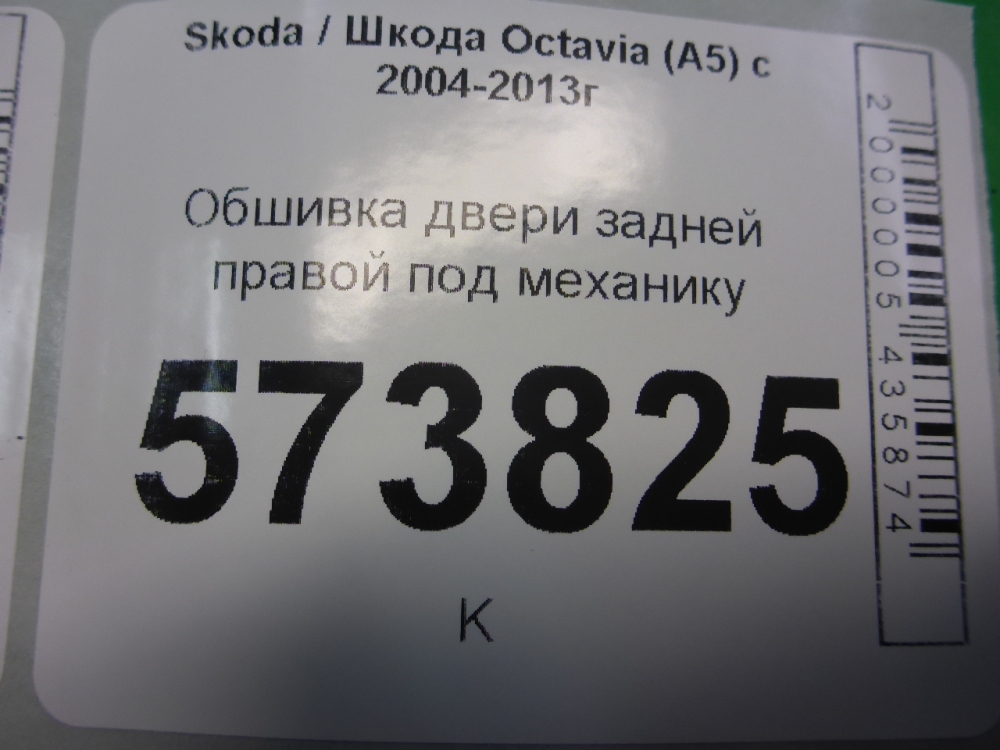 Skoda / Шкода Octavia (A5) с
2004-2013г
Обшивка двери задней
правой под механику
573825
К
2000005435874